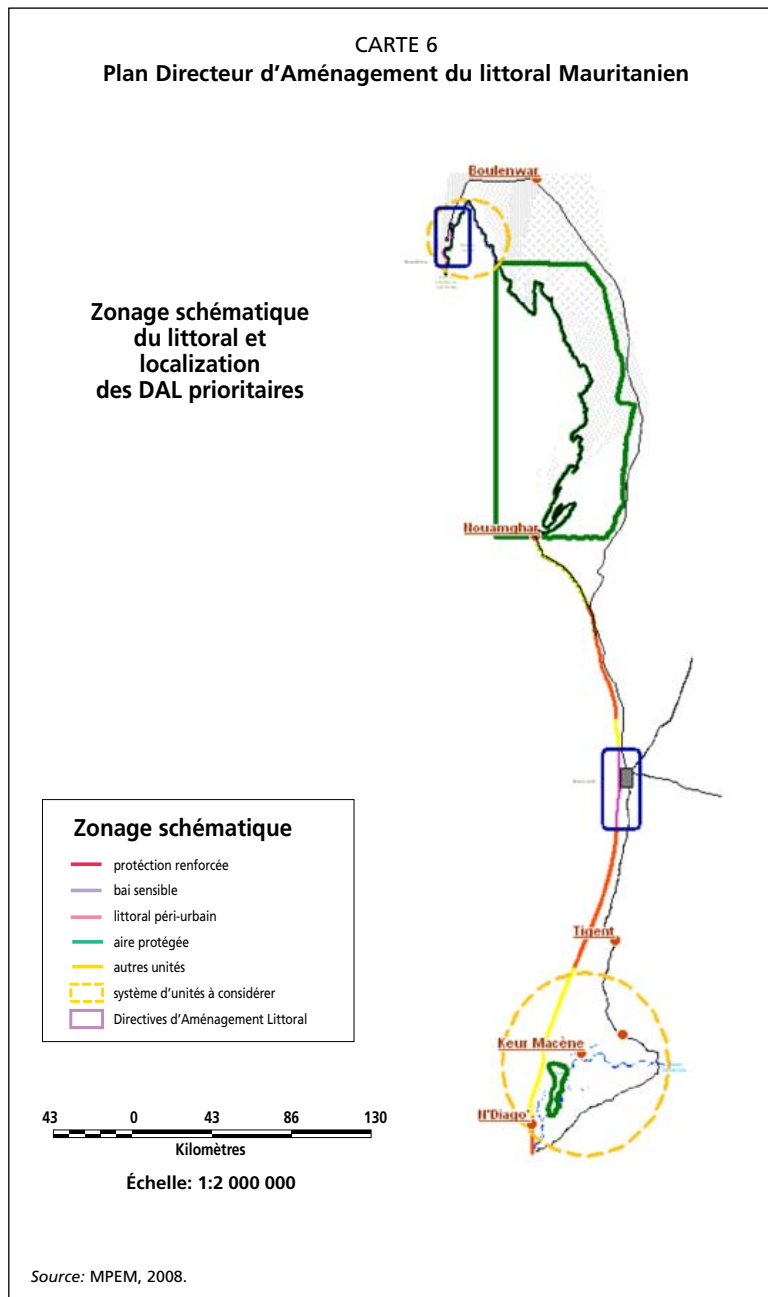 CARTE 6
Plan Directeur d'Aménagement du littoral Mauritanien
Boulenwar
Zonage schématique
du littoral et
localization
des DAL prioritaires
Nouamghar
Zonage schématique
protéction renforcée
bai sensible
littoral péri-urbain
aire protégée
autres unités
système d'unités à considérer
Directives d'Aménagement Littoral
Tigent
Keur Macène
N'Diago'
43 0 43 86 130
Kilomètres
Échelle: 1:2 000 000
Source: MPEM, 2008.